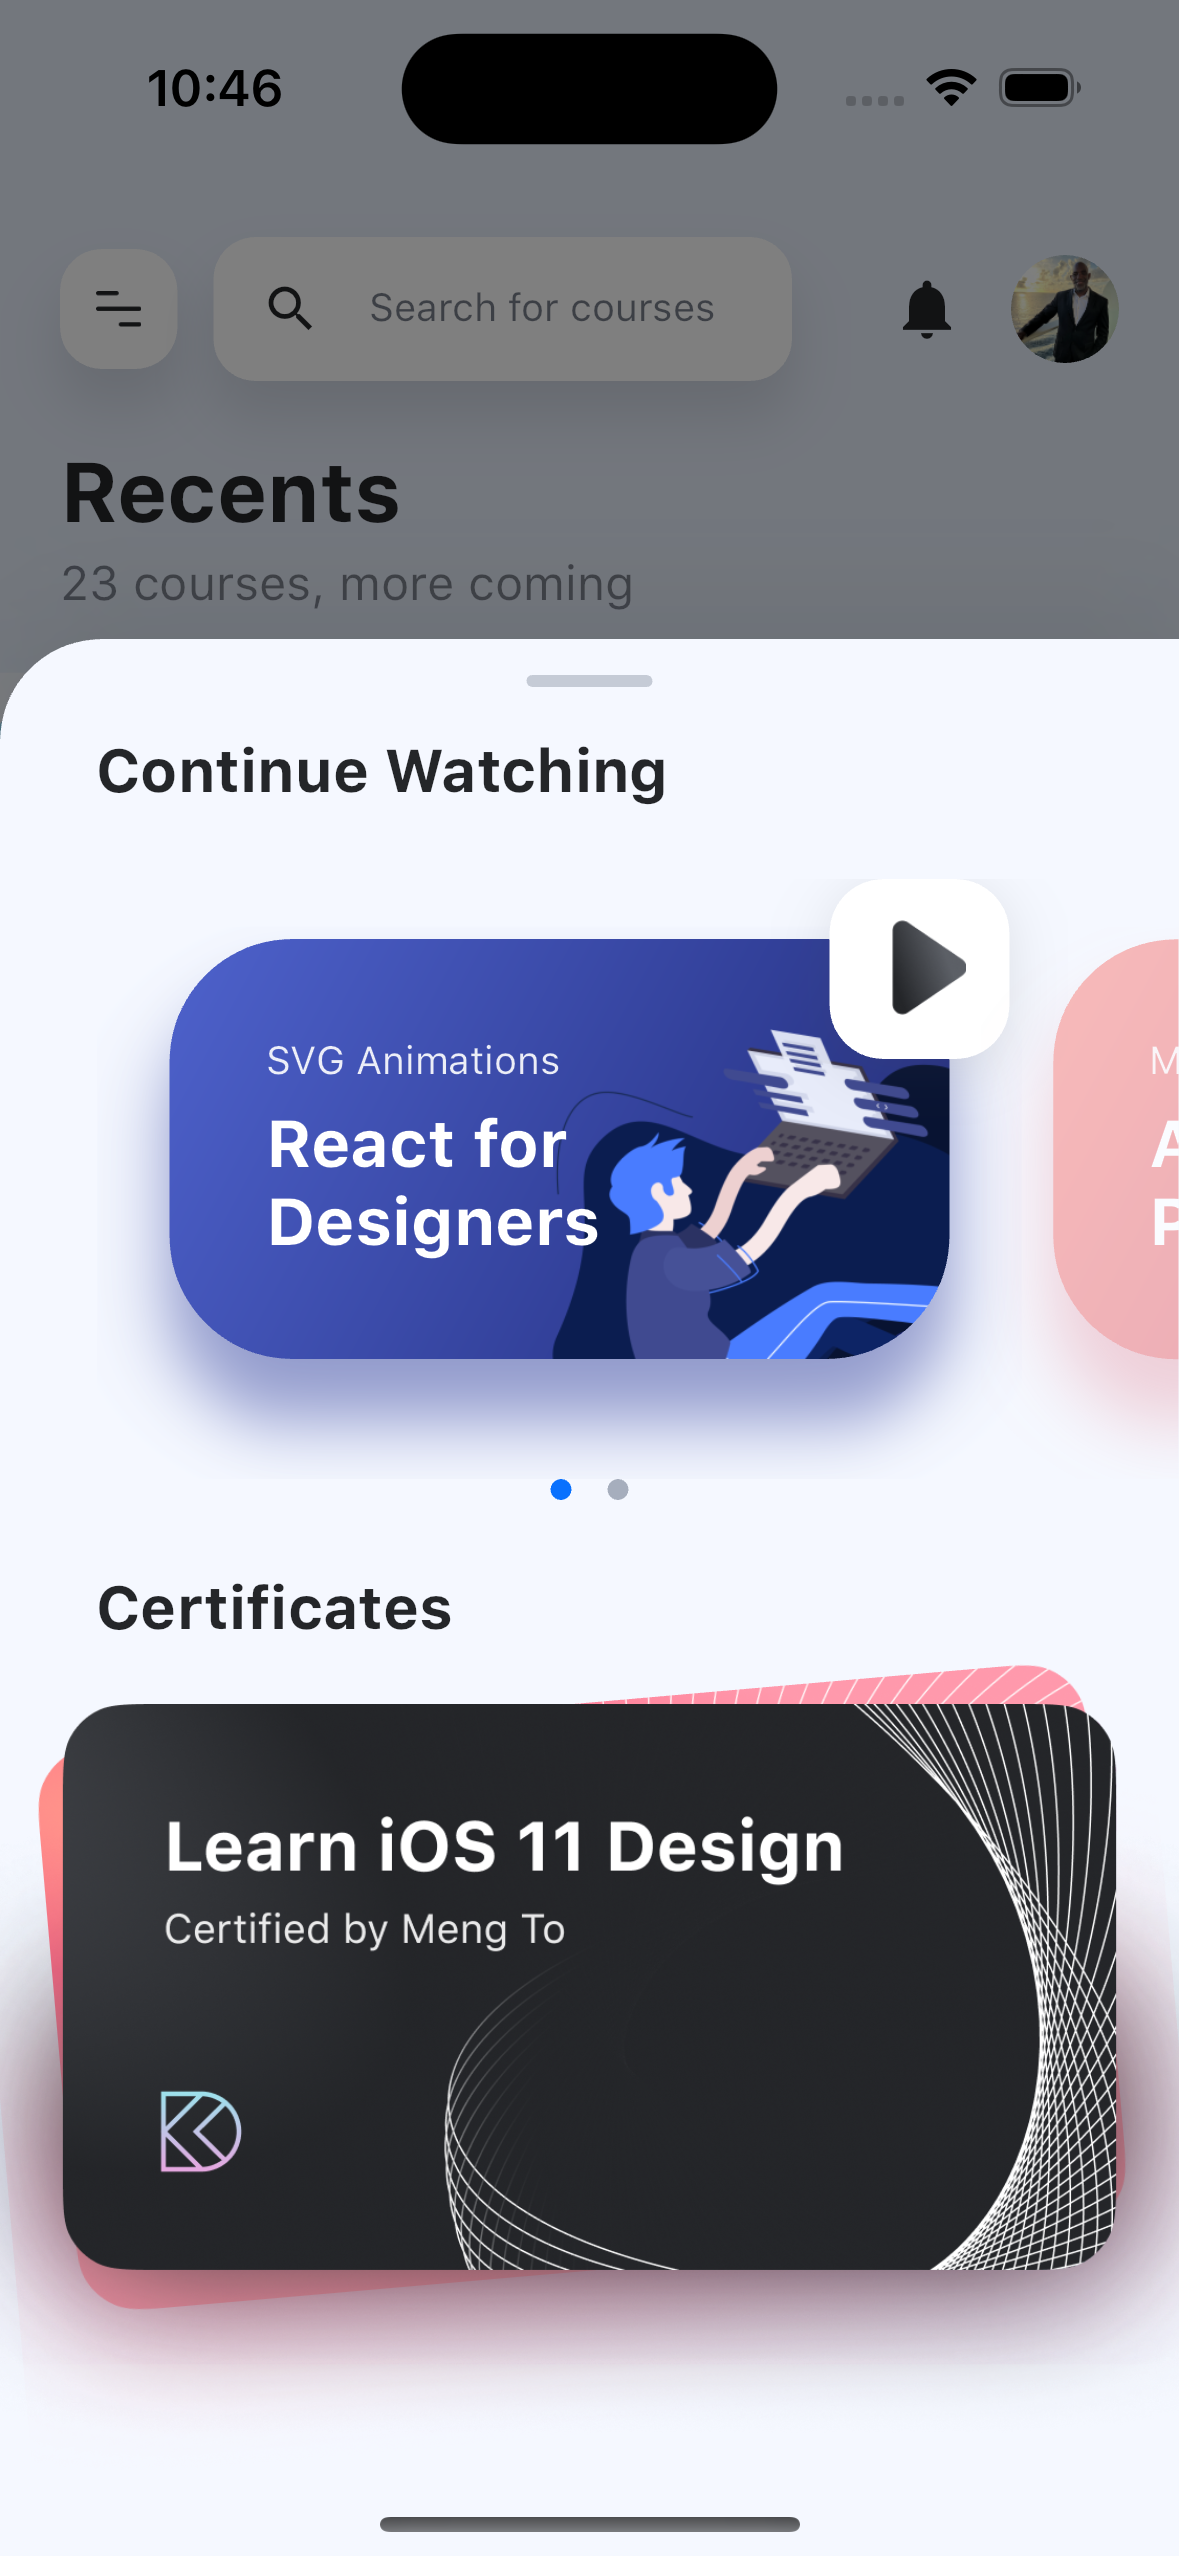 10:46
Search for courses
Recents
23 courses, more coming
Continue Watching
SVG Animations
React for
Designers
Certificates
Learn iOS 11 Design
Certified by Meng To